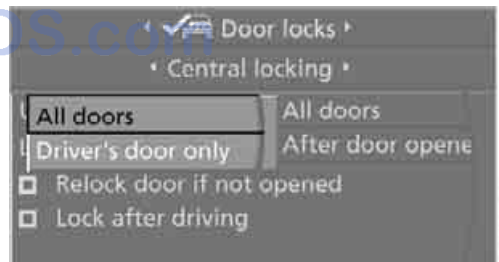 Door locks
Central locking
All doors All doors
Driver's door only After door opene
Relock door if not opened
Lock after driving